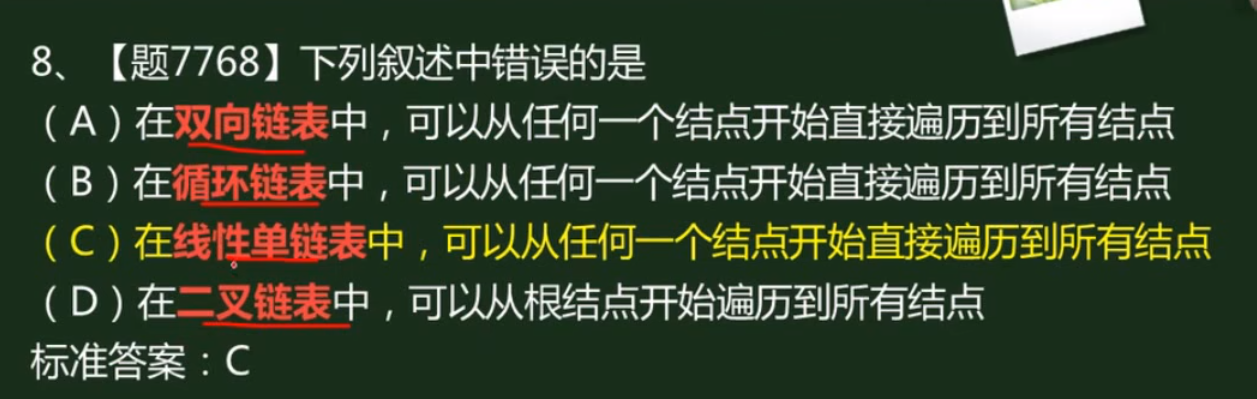 8、【题7768】下列叙述中错误的是
（A）在双向链表中，可以从任何一个结点开始直接遍历到所有结点
（B）在循环链表中，可以从任何一个结点开始直接遍历到所有结点
（C）在线性单链表中，可以从任何一个结点开始直接遍历到所有结点
（D）在二叉链表中，可以从根结点开始遍历到所有结点
标准答案：C